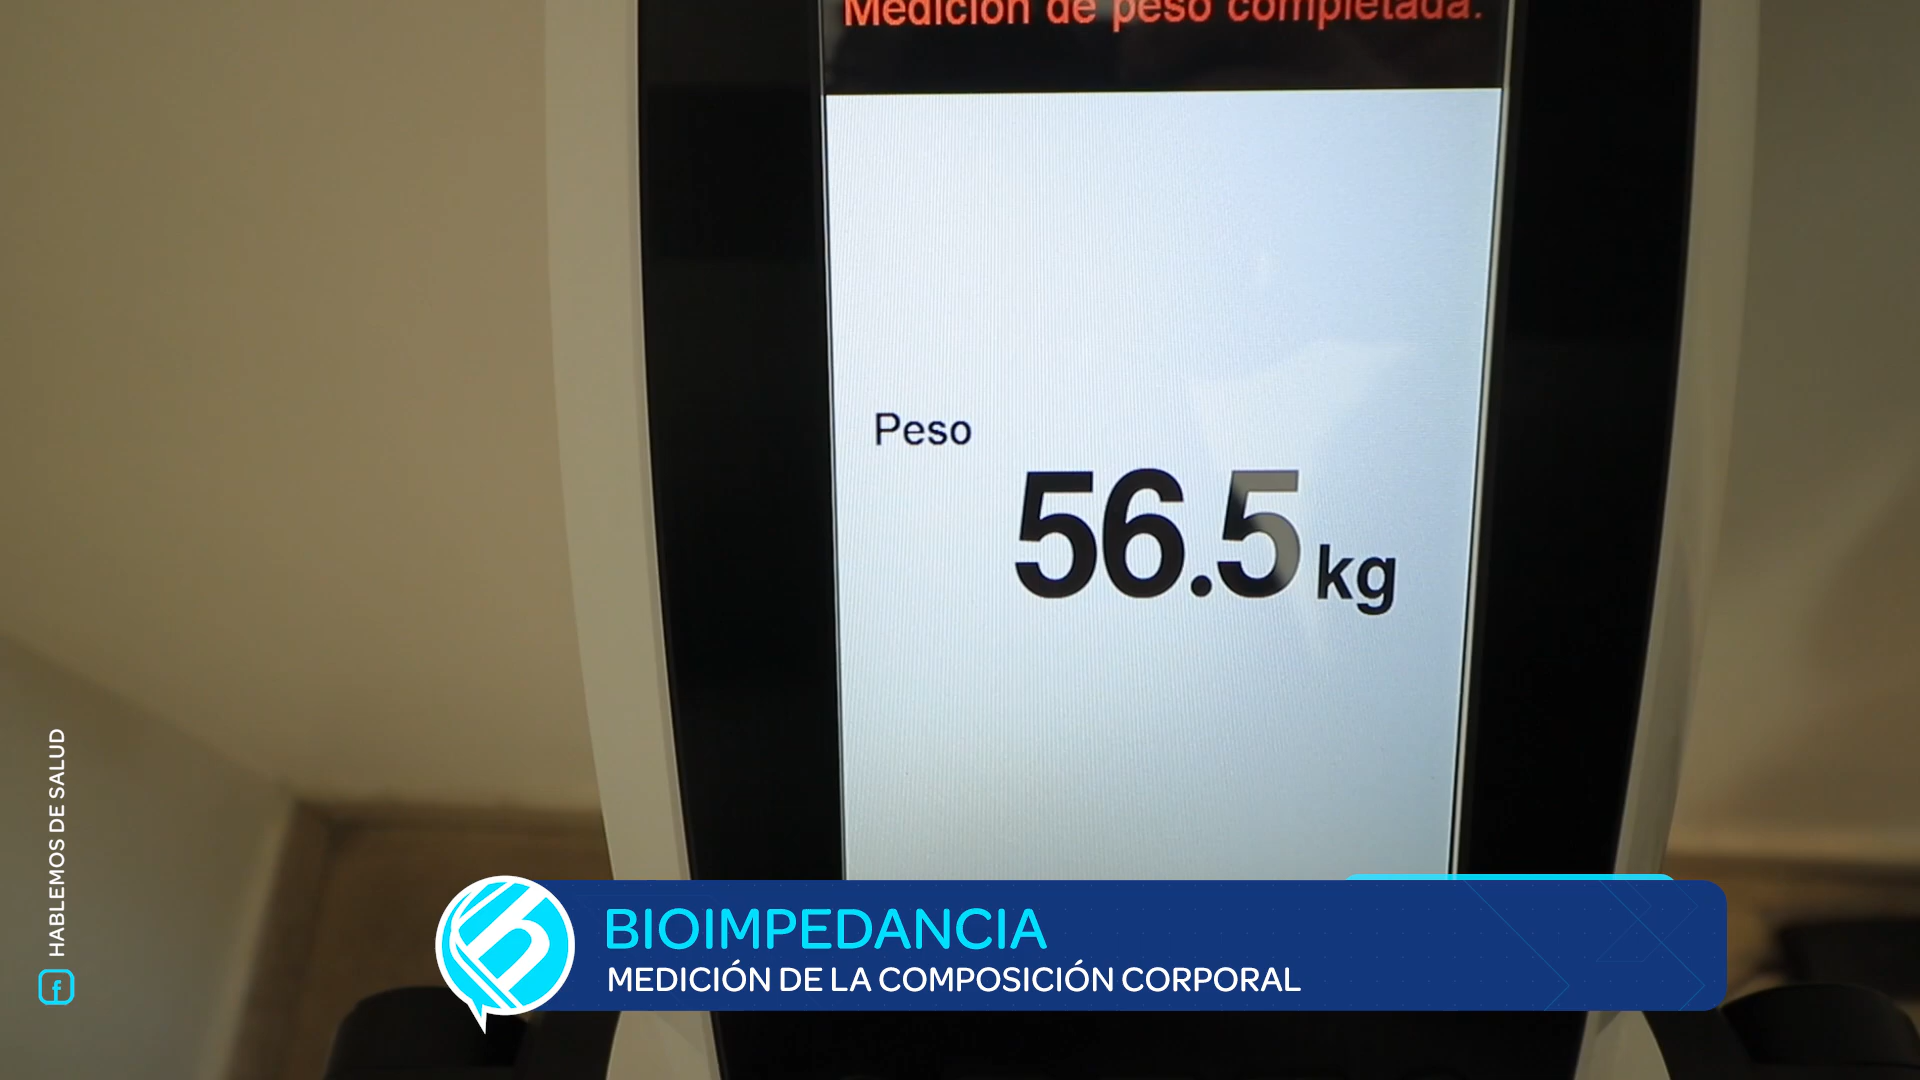 Medición de peso completada.
Peso
56.5 kg
BIOIMPEDANCIA
MEDICIÓN DE LA COMPOSICIÓN CORPORAL
HABLEMOS DE SALUD